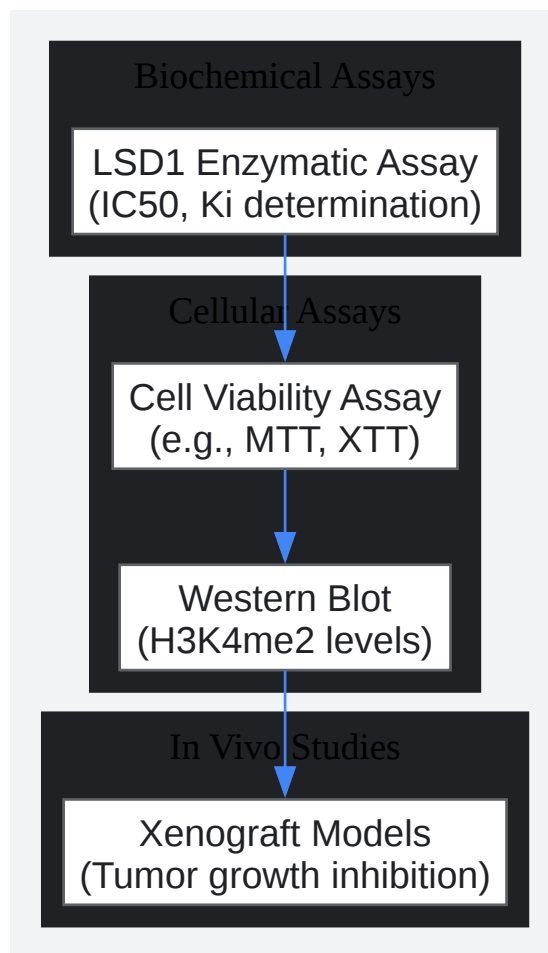 Biochemical Assays
LSD1 Enzymatic Assay
(IC50, Ki determination)
Cellular Assays
Cell Viability Assay
(e.g., MTT, XTT)
Western Blot
(H3K4me2 levels)
In Vivo Studies
Xenograft Models
(Tumor growth inhibition)